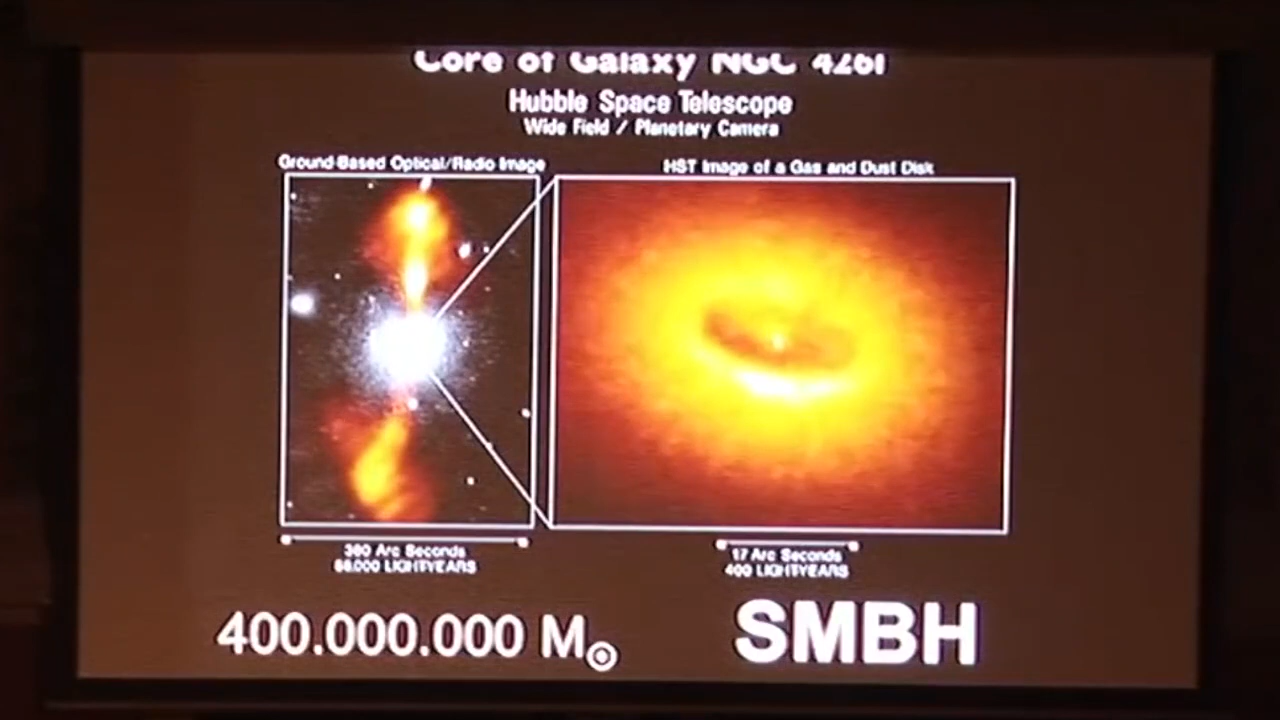 Core of Galaxy NGC 4261
Hubble Space Telescope
Wide Field / Planetary Camera
Ground-Based Optical/Radio Image
HST Image of a Gas and Dust Disk
380 Arc Seconds
88,000 LIGHTYEARS
17 Arc Seconds
400 LIGHTYEARS
400.000.000 M☉
SMBH